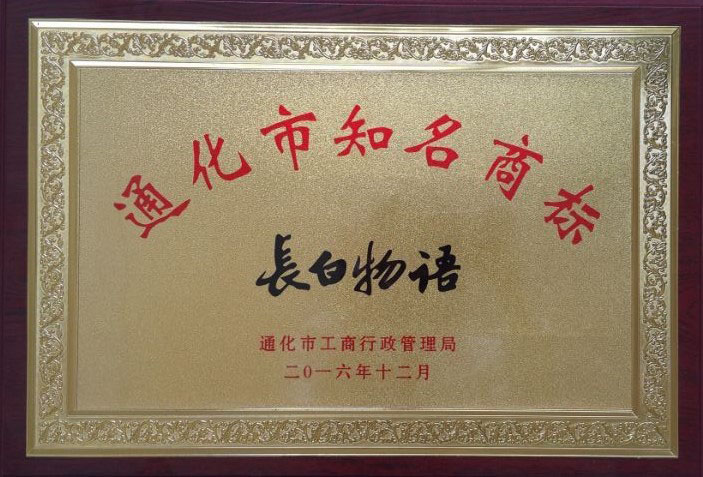 通化市知名商标
長白物语
通化市工商行政管理局
二〇一六年十二月